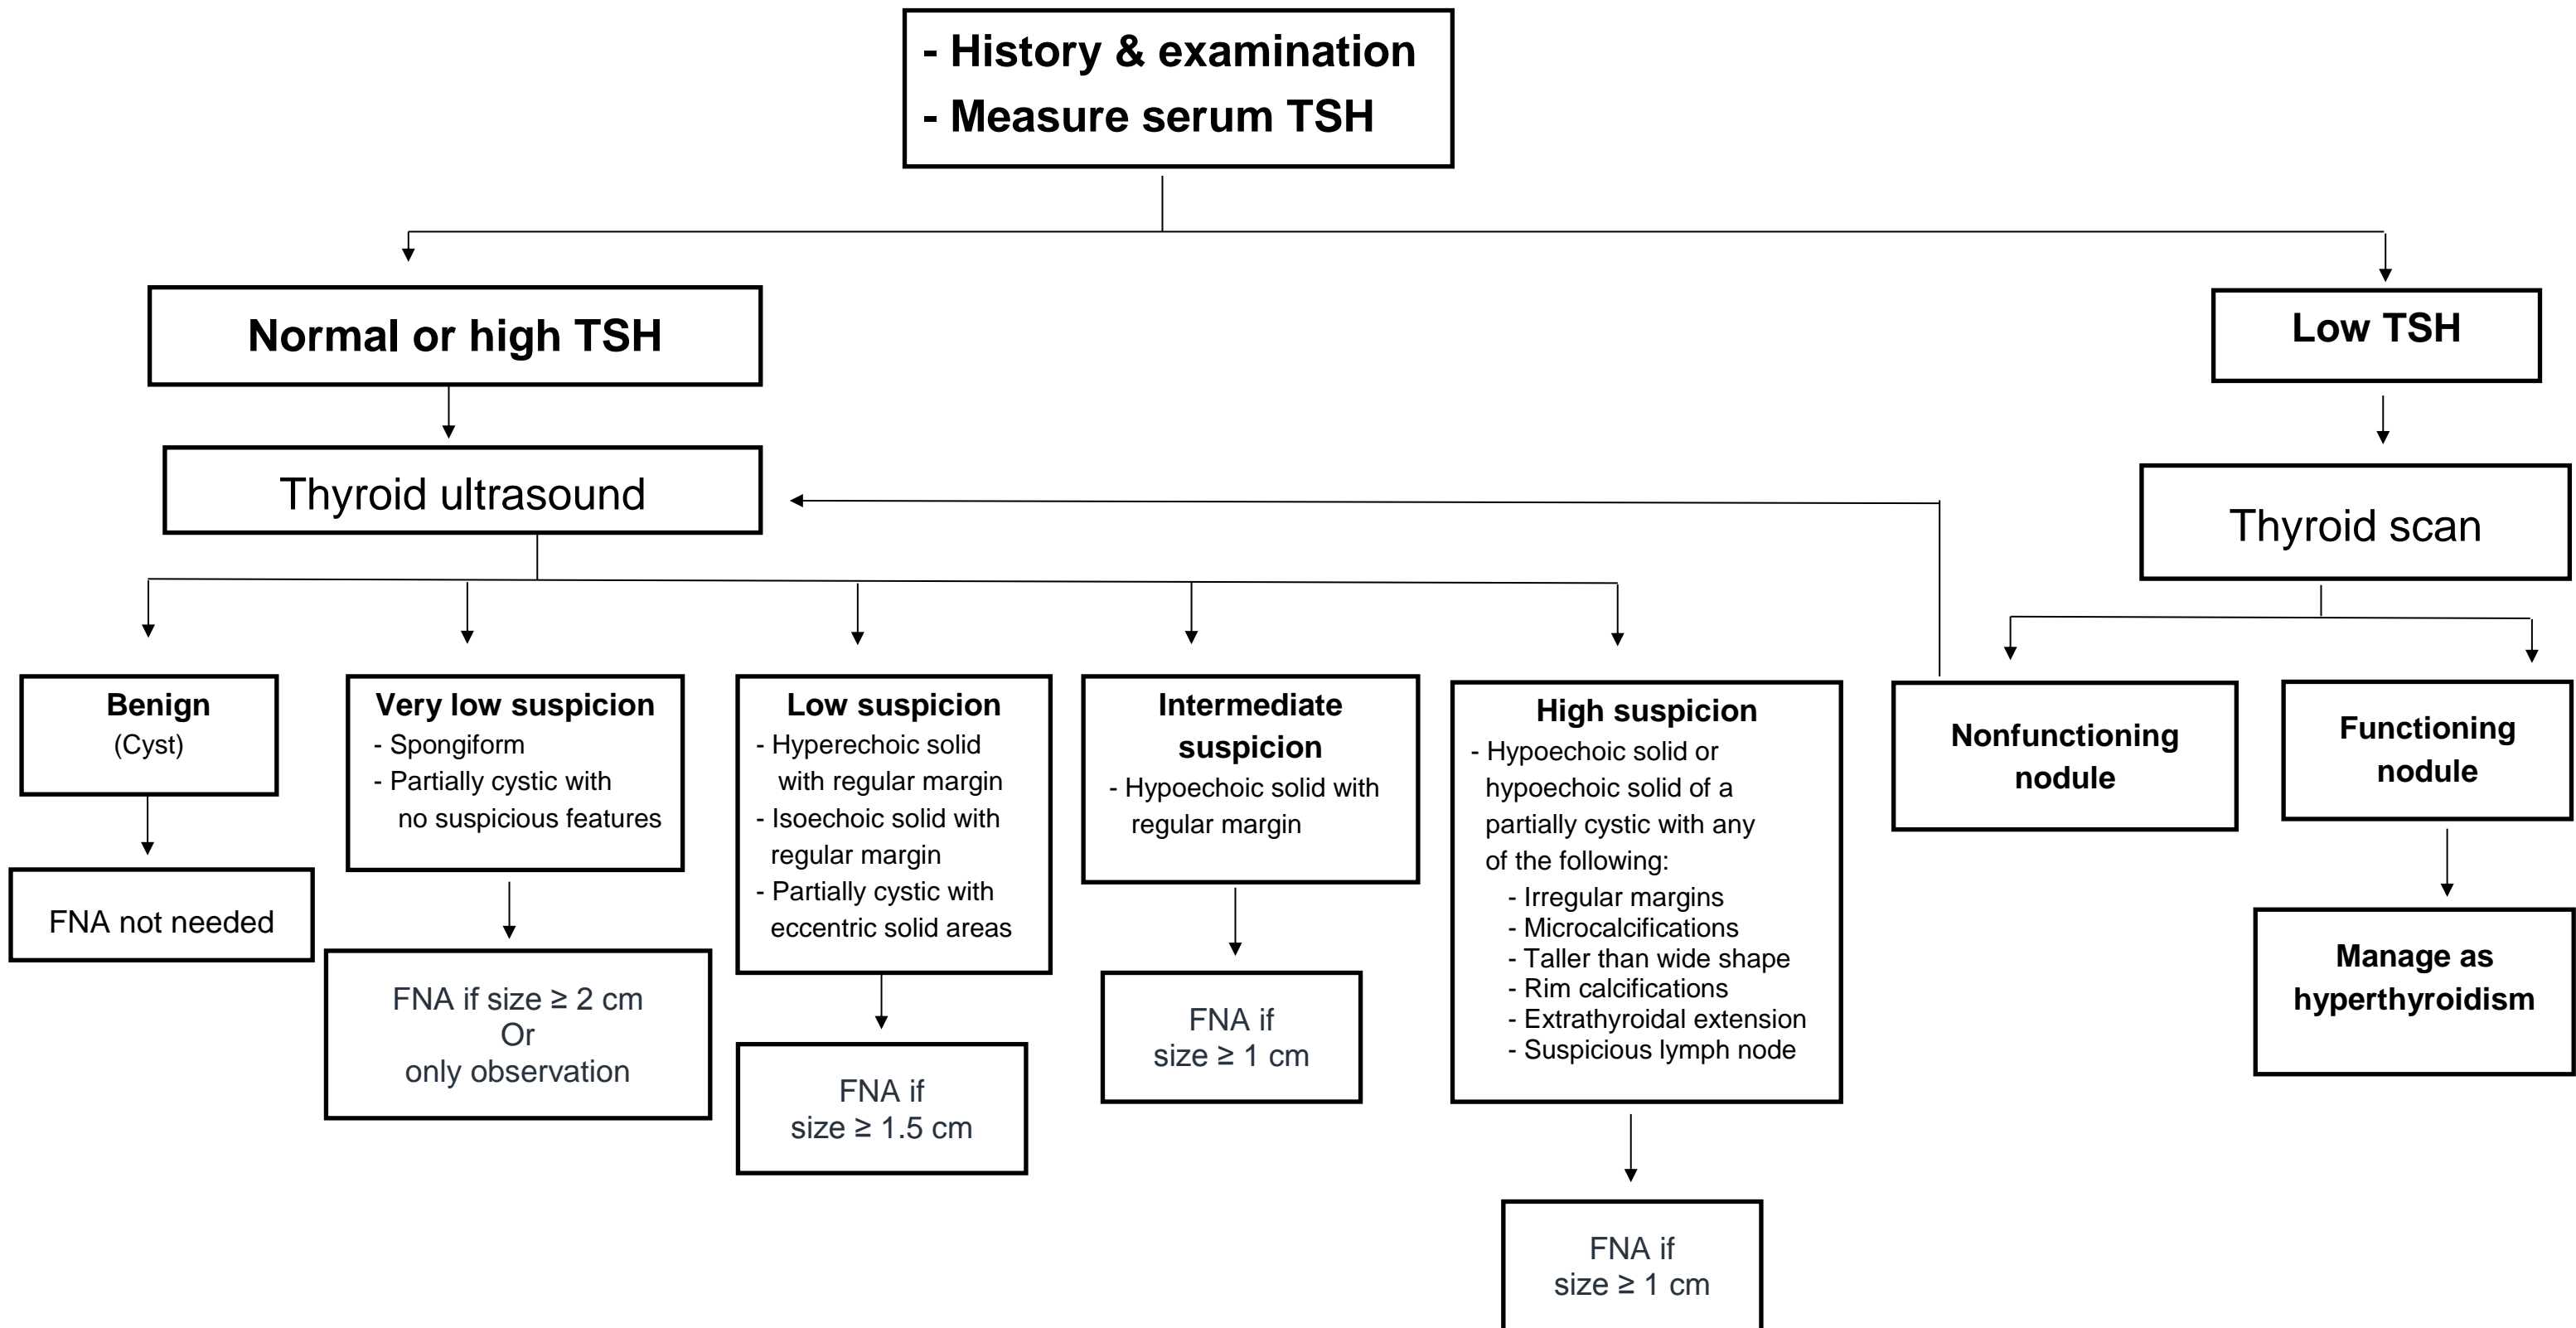 - History & examination
- Measure serum TSH
Normal or high TSH
Low TSH
Thyroid ultrasound
Thyroid scan
Benign
(Cyst)
FNA not needed
Very low suspicion
- Spongiform
- Partially cystic with
no suspicious features
FNA if size ≥ 2 cm
Or
only observation
Low suspicion
- Hyperechoic solid
with regular margin
- Isoechoic solid with
regular margin
- Partially cystic with
eccentric solid areas
FNA if
size ≥ 1.5 cm
Intermediate
suspicion
- Hypoechoic solid with
regular margin
FNA if
size ≥ 1 cm
High suspicion
- Hypoechoic solid or
hypoechoic solid of a
partially cystic with any
of the following:
- Irregular margins
- Microcalcifications
- Taller than wide shape
- Rim calcifications
- Extrathyroidal extension
- Suspicious lymph node
FNA if
size ≥ 1 cm
Nonfunctioning
nodule
Functioning
nodule
Manage as
hyperthyroidism